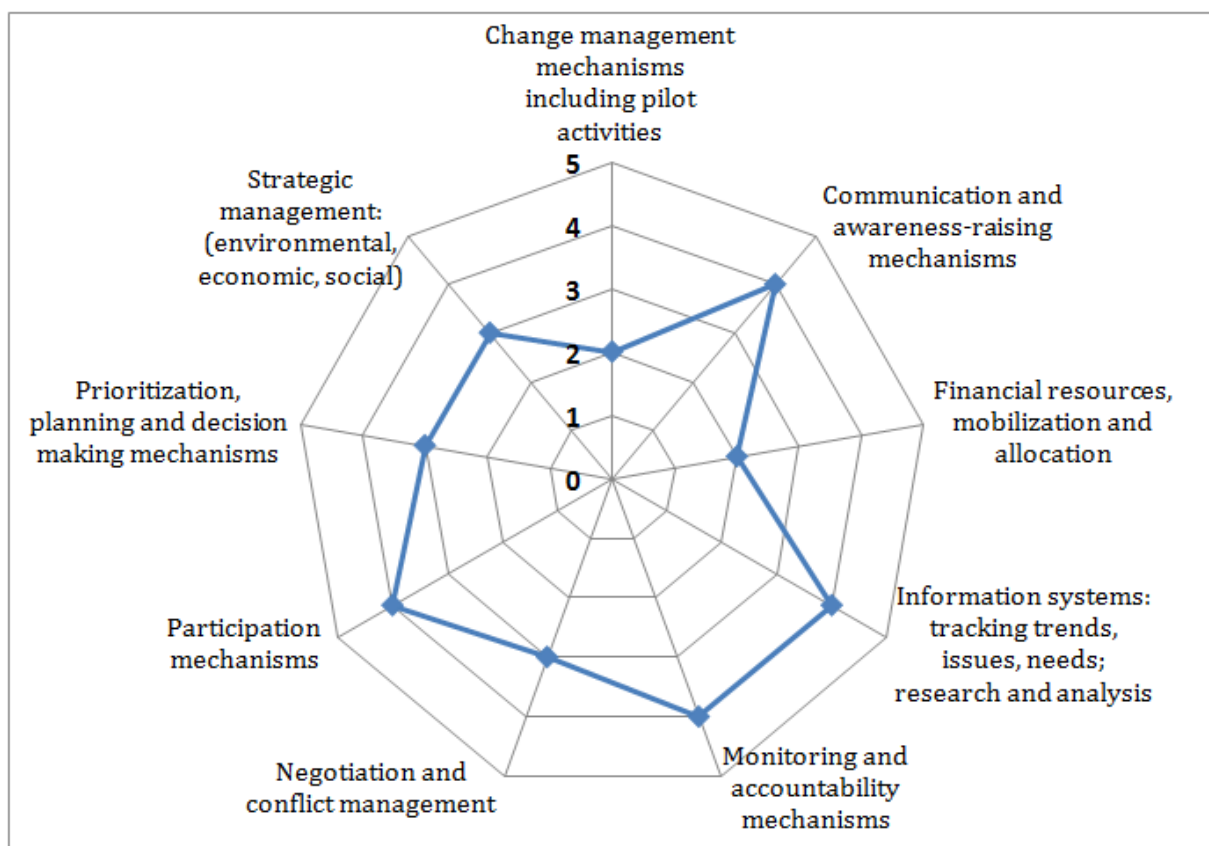 Change management
mechanisms
including pilot
activities
5
4
3
2
1
0
Communication and
awareness-raising
mechanisms
Financial resources,
mobilization and
allocation
Information systems:
tracking trends,
issues, needs;
research and analysis
Monitoring and
accountability
mechanisms
Negotiation and
conflict management
Participation
mechanisms
Prioritization,
planning and decision
making mechanisms
Strategic
management:
(environmental,
economic, social)